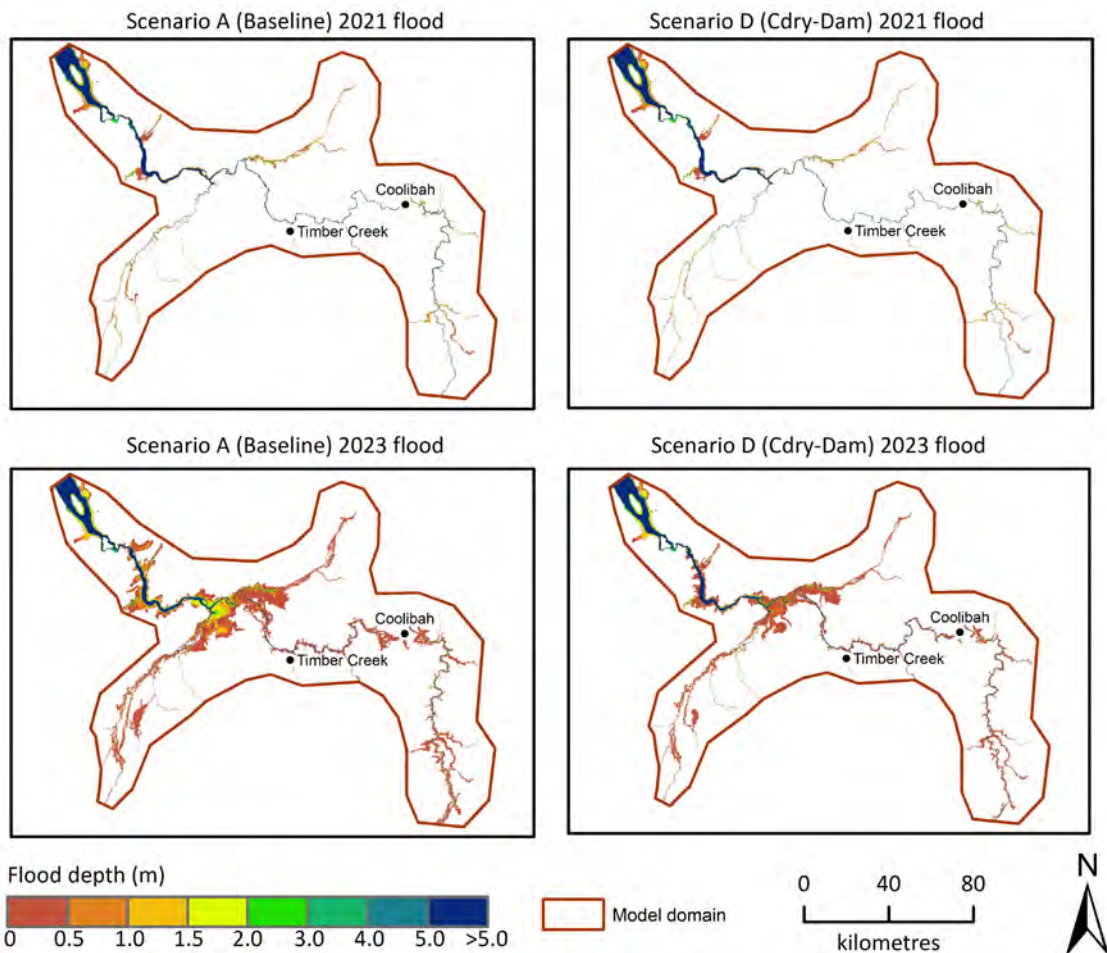 Scenario A (Baseline) 2021 flood
Scenario D (Cdry-Dam) 2021 flood
Coolibah
Timber Creek
Coolibah
Timber Creek
Scenario A (Baseline) 2023 flood
Scenario D (Cdry-Dam) 2023 flood
Coolibah
Timber Creek
Coolibah
Timber Creek
Flood depth (m)
0 0.5 1.0 1.5 2.0 3.0 4.0 5.0 >5.0
Model domain
0 40 80
kilometres
N